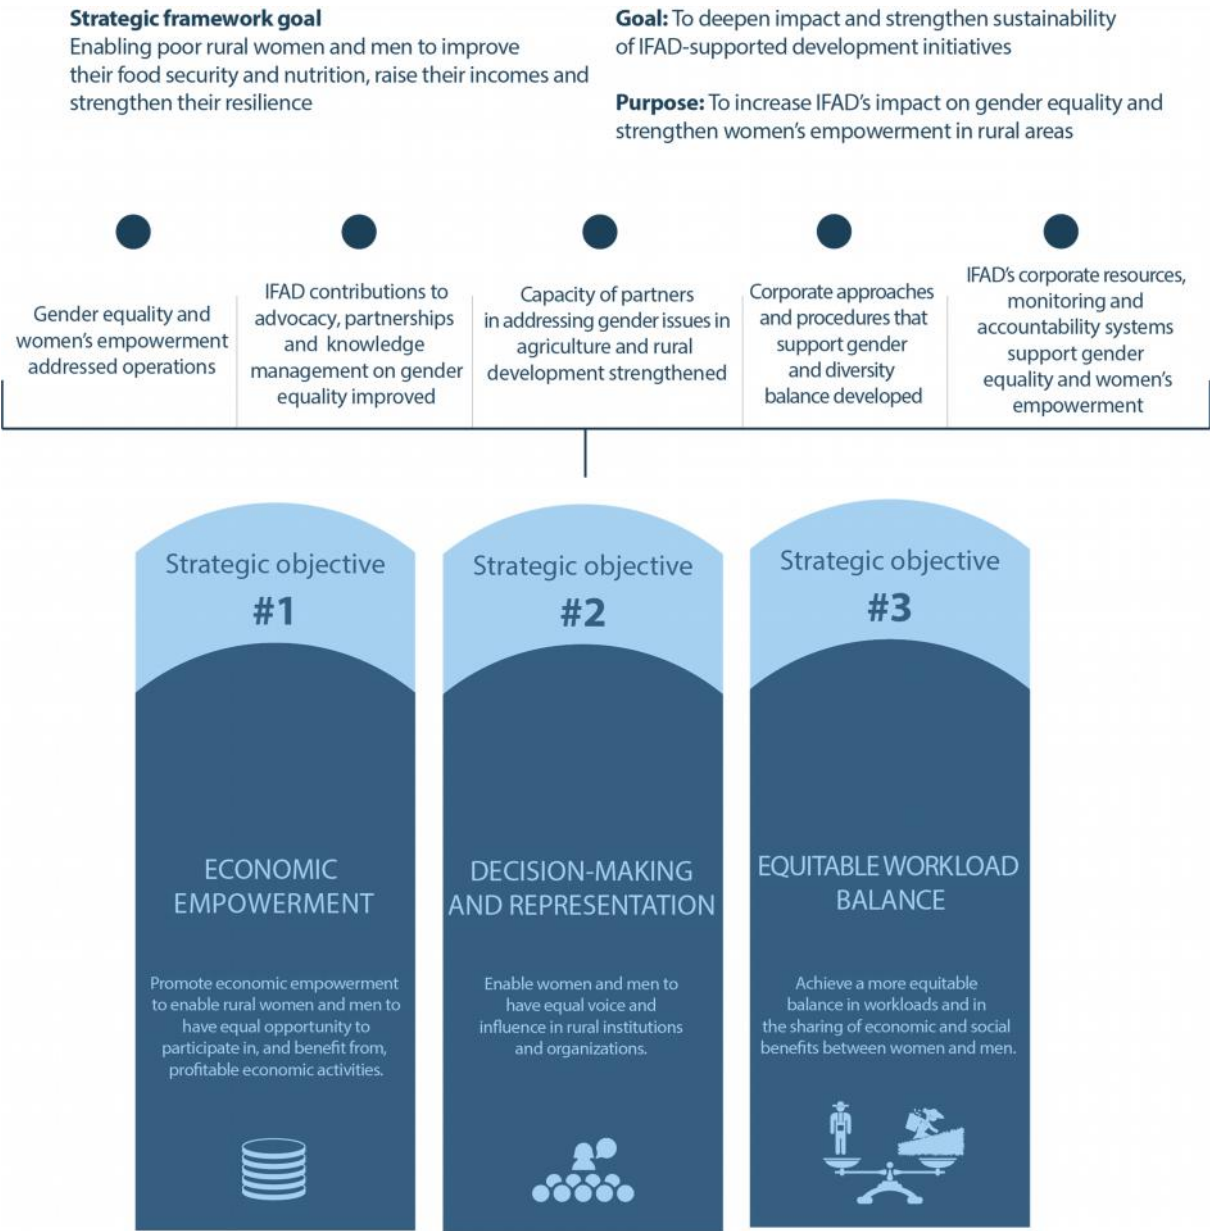 Strategic framework goal
Enabling poor rural women and men to improve
their food security and nutrition, raise their incomes and
strengthen their resilience
Goal: To deepen impact and strengthen sustainability
of IFAD-supported development initiatives
Purpose: To increase IFAD's impact on gender equality and
strengthen women's empowerment in rural areas
Gender equality and
women's empowerment
addressed operations
IFAD contributions to
advocacy, partnerships
and knowledge
management on gender
equality improved
Capacity of partners
in addressing gender issues in
agriculture and rural
development strengthened
Corporate approaches
and procedures that
support gender
and diversity
balance developed
IFAD's corporate resources,
monitoring and
accountability systems
support gender
equality and women's
empowerment
Strategic objective
#1
ECONOMIC
EMPOWERMENT
Promote economic empowerment
to enable rural women and men to
have equal opportunity to
participate in, and benefit from,
profitable economic activities.
Strategic objective
#2
DECISION-MAKING
AND REPRESENTATION
Enable women and men to
have equal voice and
influence in rural institutions
and organizations.
Strategic objective
#3
EQUITABLE WORKLOAD
BALANCE
Achieve a more equitable
balance in workloads and in
the sharing of economic and social
benefits between women and men.